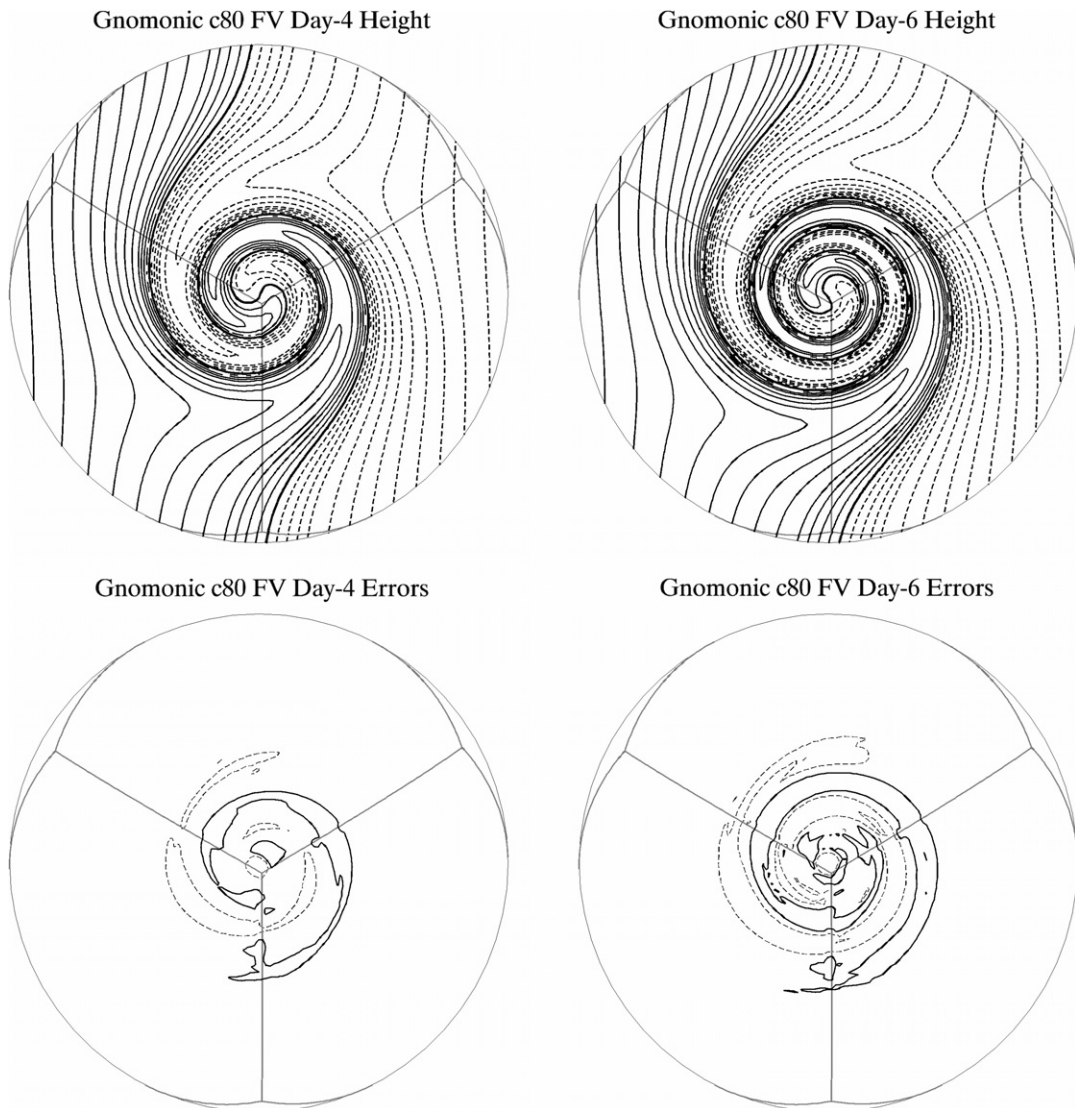 Gnomonic c80 FV Day-4 Height
Gnomonic c80 FV Day-6 Height
Gnomonic c80 FV Day-4 Errors
Gnomonic c80 FV Day-6 Errors